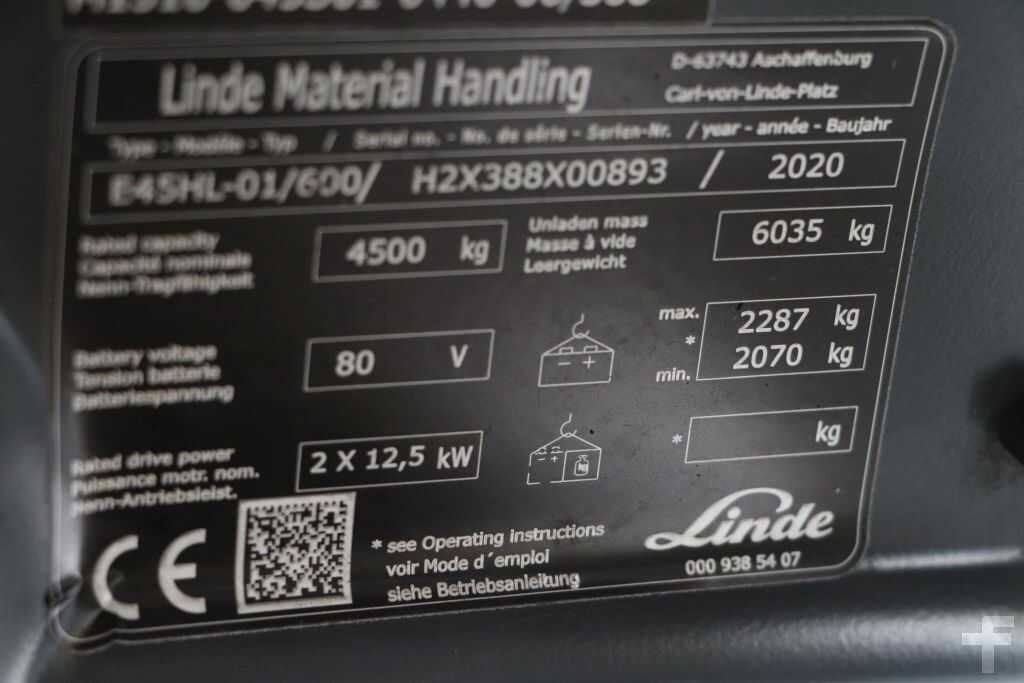 Linde Material Handling
D-63743 Aschaffenburg
Carl-von-Linde-Platz
Type - Modèle - Typ / Serial no. - No. de série - Serien-Nr. / year - année - Baujahr
E45HL-01/600/ H2X388X00893 / 2020
Rated capacity
Capacité nominale
Nenn-Tragfähigkeit
4500 kg
Unladen mass
Masse à vide
Leergewicht
6035 kg
Battery voltage
Tension batterie
Batteriespannung
80 V
max. 2287 kg
*
min. 2070 kg
Rated drive power
Puissance motr. nom.
Nenn-Antriebsleist.
2 X 12,5 kW
- +
kg
* kg
CE
* see Operating instructions
voir Mode d´emploi
siehe Betriebsanleitung
Linde
000 938 54 07